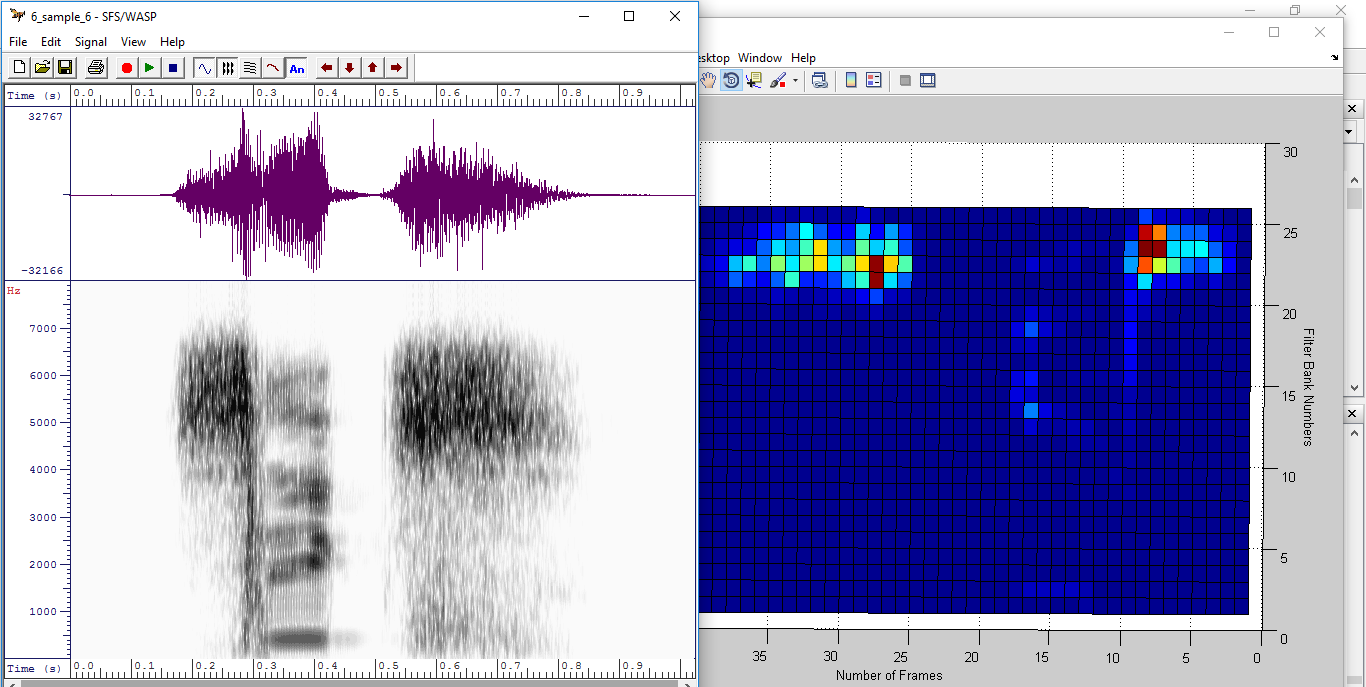 6_sample_6 - SFS/WASP
File Edit Signal View Help
An
Time (s) 0.0 0.1 0.2 0.3 0.4 0.5 0.6 0.7 0.8 0.9
32767
-32166
Hz
7000
6000
5000
4000
3000
2000
1000
Time (s) 0.0 0.1 0.2 0.3 0.4 0.5 0.6 0.7 0.8 0.9
sktop Window Help
30
25
20
15
10
5
0
Filter Bank Numbers
35 30 25 20 15 10 5 0
Number of Frames